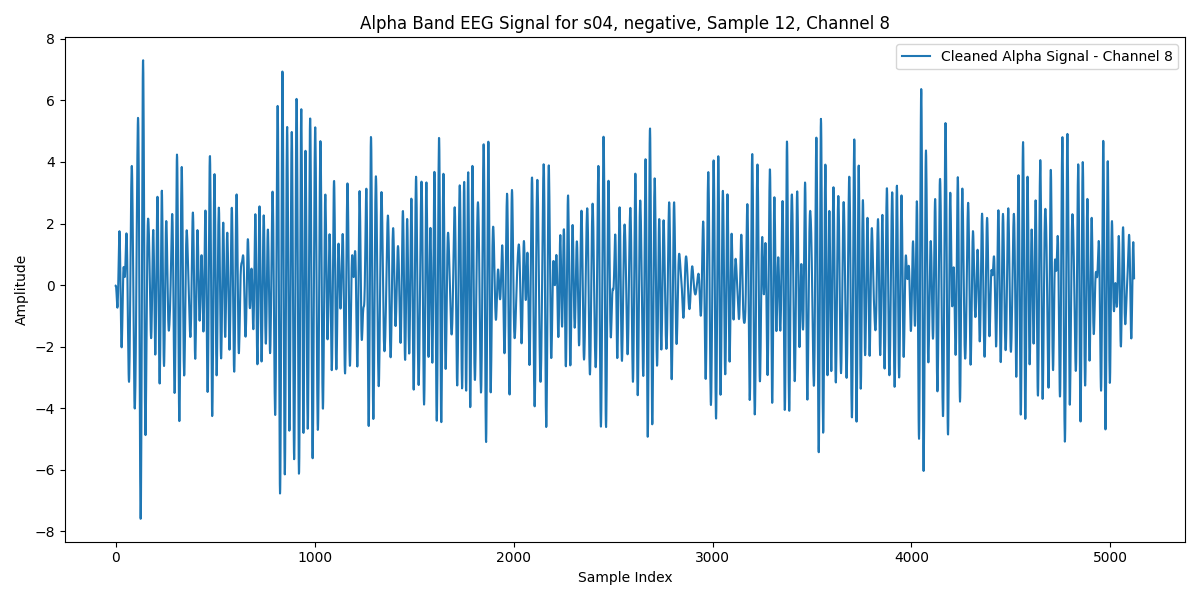 Alpha Band EEG Signal for s04, negative, Sample 12, Channel 8
Cleaned Alpha Signal - Channel 8
Amplitude
8
6
4
2
0
−2
−4
−6
−8
0 1000 2000 3000 4000 5000
Sample Index